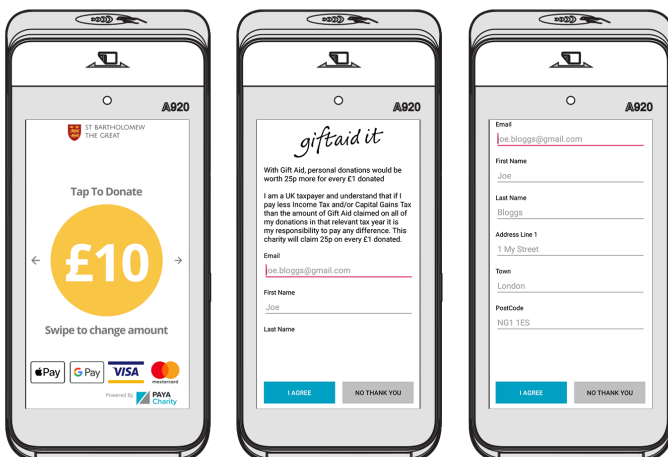 A920
ST BARTHOLOMEW
THE GREAT
Tap To Donate
£10
Swipe to change amount
Pay
G Pay
VISA
mastercard
Powered By PAYA
Charity
A920
giftaid it
With Gift Aid, personal donations would be
worth 25p more for every £1 donated
I am a UK taxpayer and understand that if I
pay less Income Tax and/or Capital Gains Tax
than the amount of Gift Aid claimed on all of
my donations in that relevant tax year it is
my responsibility to pay any difference. This
charity will claim 25p on every £1 donated.
Email
joe.bloggs@gmail.com
First Name
Joe
Last Name
I AGREE
NO THANK YOU
A920
Email
joe.bloggs@gmail.com
First Name
Joe
Last Name
Bloggs
Address Line 1
1 My Street
Town
London
PostCode
NG1 1ES
I AGREE
NO THANK YOU